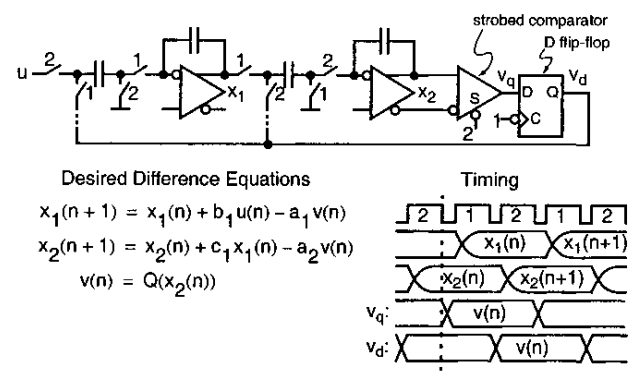 strobed comparator
D flip-flop
u 2 1 2 1 x1 1 2 2 1 x2 S 2 vq D Q 1 C vd
Desired Difference Equations
x1(n + 1) = x1(n) + b1u(n) – a1v(n)
x2(n + 1) = x2(n) + c1x1(n) – a2v(n)
v(n) = Q(x2(n))
Timing
2 1 2 1 2
x1(n) x1(n+1)
x2(n) x2(n+1)
vq: v(n)
vd: v(n)